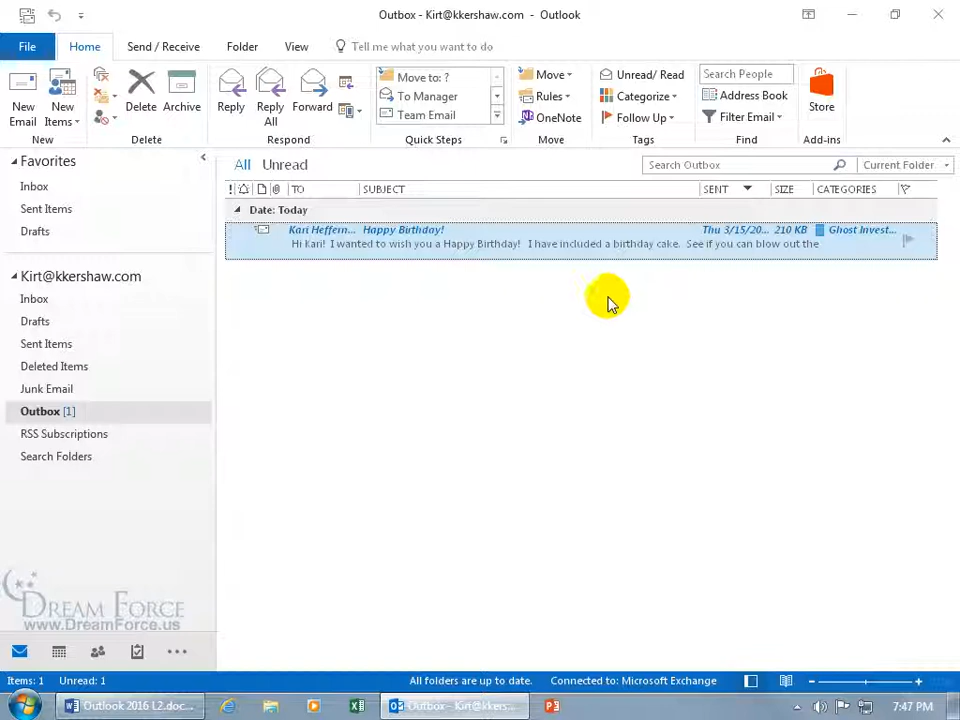 Outbox - Kirt@kkershaw.com - Outlook
File Home Send / Receive Folder View Tell me what you want to do
New Email
New Items
New
Delete
Archive
Delete
Reply
Reply All
Forward
Respond
Move to: ?
To Manager
Team Email
Quick Steps
Move
Rules
OneNote
Move
Unread/ Read
Categorize
Follow Up
Tags
Search People
Address Book
Filter Email
Find
Store
Add-ins
Favorites
Inbox
Sent Items
Drafts
Kirt@kkershaw.com
Inbox
Drafts
Sent Items
Deleted Items
Junk Email
Outbox [1]
RSS Subscriptions
Search Folders
DREAM FORCE
www.DreamForce.us
All Unread
Search Outbox Current Folder
! TO SUBJECT SENT SIZE CATEGORIES
Date: Today
Kari Heffern... Happy Birthday! Thu 3/15/20... 210 KB Ghost Invest...
Hi Kari! I wanted to wish you a Happy Birthday! I have included a birthday cake. See if you can blow out the
Items: 1 Unread: 1 All folders are up to date. Connected to: Microsoft Exchange
Outlook 2016 L2.doc... Outbox - Kirt@kkers... 7:47 PM